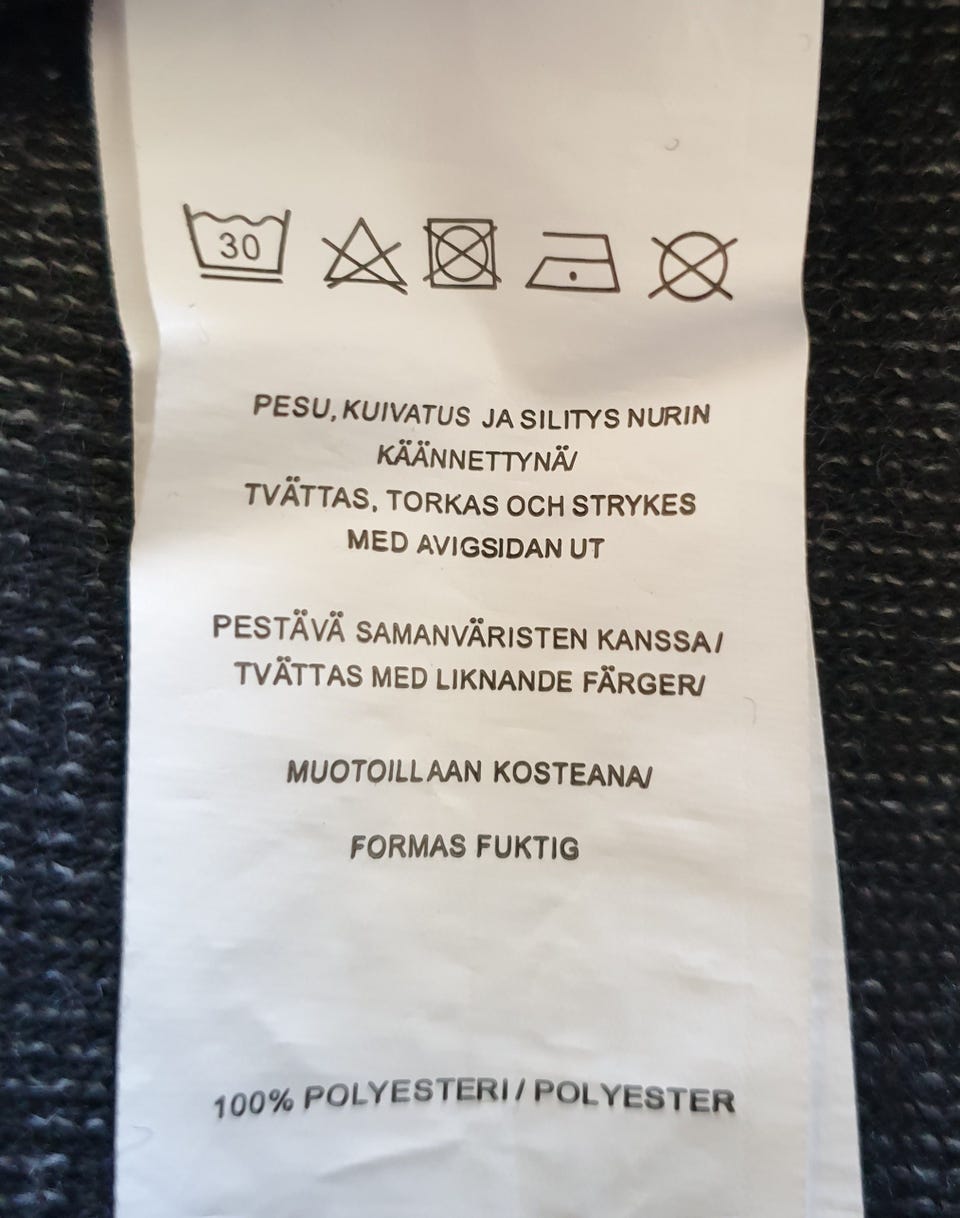 30
PESU, KUIVATUS JA SILITYS NURIN
KÄÄNNETTYNÄ/
TVÄTTAS, TORKAS OCH STRYKES
MED AVIGSIDAN UT
PESTÄVÄ SAMANVÄRISTEN KANSSA/
TVÄTTAS MED LIKNANDE FÄRGER/
MUOTOILLAAN KOSTEANA/
FORMAS FUKTIG
100% POLYESTERI / POLYESTER